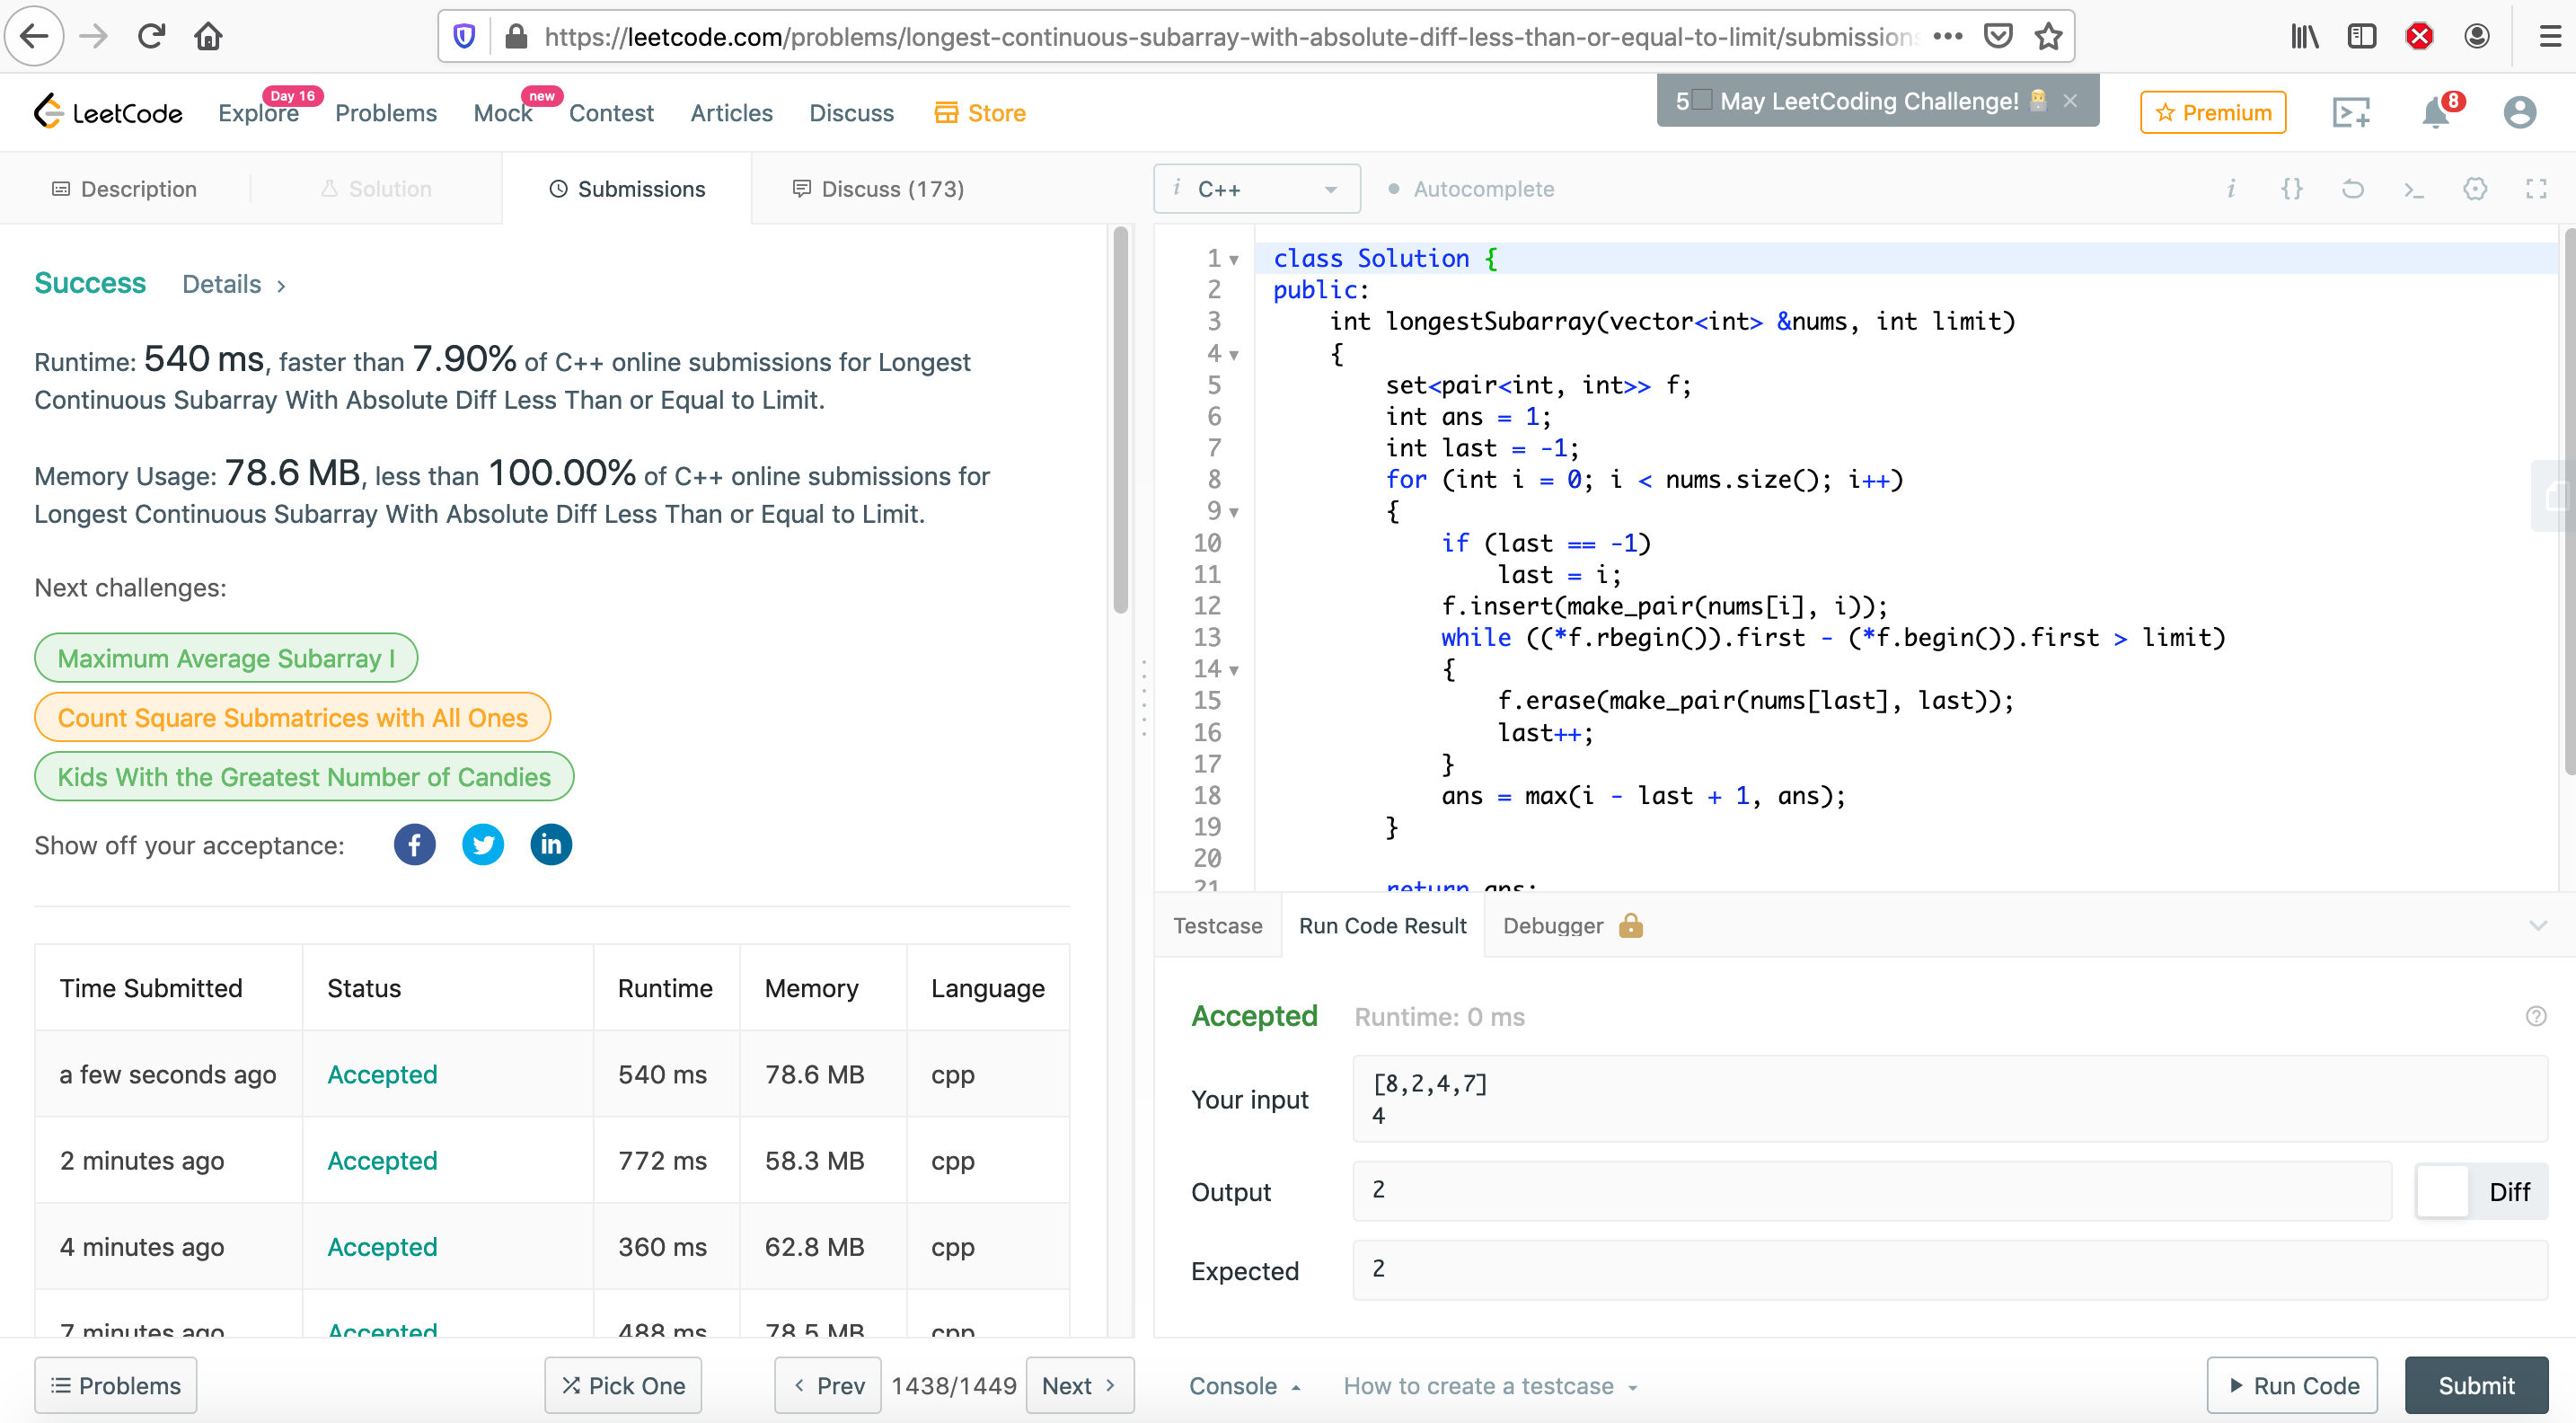 https://leetcode.com/problems/longest-continuous-subarray-with-absolute-diff-less-than-or-equal-to-limit/submissions
LeetCode Explore Day 16 Problems Mock new Contest Articles Discuss Store
5 May LeetCoding Challenge! Premium 8
Description Solution Submissions Discuss (173)
Success Details
Runtime: 540 ms, faster than 7.90% of C++ online submissions for Longest
Continuous Subarray With Absolute Diff Less Than or Equal to Limit.
Memory Usage: 78.6 MB, less than 100.00% of C++ online submissions for
Longest Continuous Subarray With Absolute Diff Less Than or Equal to Limit.
Next challenges:
Maximum Average Subarray I
Count Square Submatrices with All Ones
Kids With the Greatest Number of Candies
Show off your acceptance:
Time Submitted Status Runtime Memory Language
a few seconds ago Accepted 540 ms 78.6 MB cpp
2 minutes ago Accepted 772 ms 58.3 MB cpp
4 minutes ago Accepted 360 ms 62.8 MB cpp
7 minutes ago Accepted 488 ms 78.5 MB cpp
Problems Pick One Prev 1438/1449 Next
i C++ Autocomplete
1 class Solution {
2 public:
3     int longestSubarray(vector<int> &nums, int limit)
4     {
5         set<pair<int, int>> f;
6         int ans = 1;
7         int last = -1;
8         for (int i = 0; i < nums.size(); i++)
9         {
10             if (last == -1)
11                 last = i;
12             f.insert(make_pair(nums[i], i));
13             while ((*f.rbegin()).first - (*f.begin()).first > limit)
14             {
15                 f.erase(make_pair(nums[last], last));
16                 last++;
17             }
18             ans = max(i - last + 1, ans);
19         }
20
21         return ans;
Testcase Run Code Result Debugger
Accepted Runtime: 0 ms
Your input
[8,2,4,7]
4
Output 2 Diff
Expected 2
Console How to create a testcase Run Code Submit